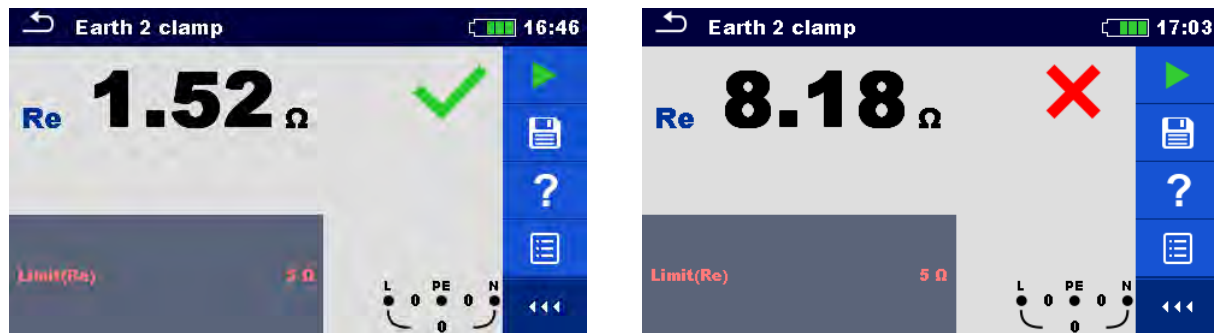 Earth 2 clamp 16:46
Re 1.52 Ω
?
Limit(Re) 5 Ω
L PE N
0 0
0
Earth 2 clamp 17:03
Re 8.18 Ω
?
Limit(Re) 5 Ω
L PE N
0 0
0